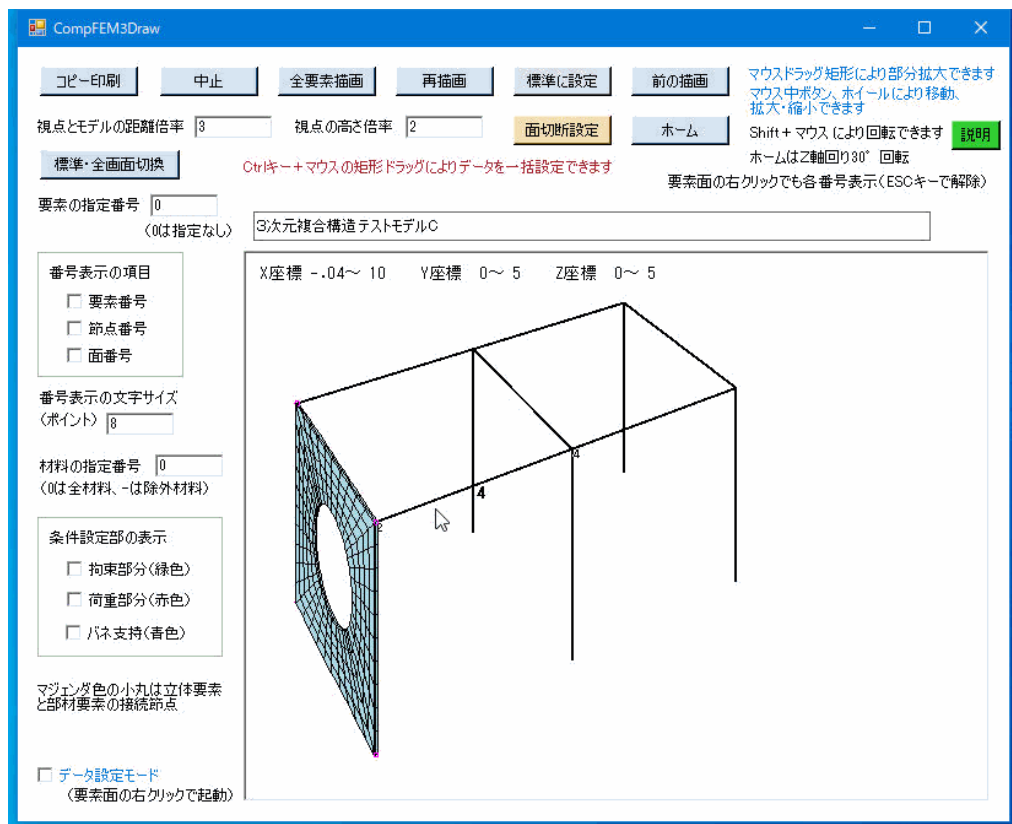 CompFEM3Draw
コピー印刷
中止
全要素描画
再描画
標準に設定
前の描画
マウスドラッグ矩形により部分拡大できます
マウス中ボタン、ホイールにより移動、
拡大・縮小できます
視点とモデルの距離倍率 3
視点の高さ倍率 2
面切断設定
ホーム
Shift+マウスにより回転できます
説明
標準・全画面切換
Ctrlキー+マウスの矩形ドラッグによりデータを一括設定できます
ホームはZ軸回り30° 回転
要素面の右クリックでも各番号表示(ESCキーで解除)
要素の指定番号 0
(0は指定なし)
3次元複合構造テストモデルC
番号表示の項目
要素番号
節点番号
面番号
X座標 -.04～ 10 Y座標 0～ 5 Z座標 0～ 5
番号表示の文字サイズ
(ポイント) 8
材料の指定番号 0
(0は全材料、-は除外材料)
4
4
2
条件設定部の表示
拘束部分(緑色)
荷重部分(赤色)
バネ支持(青色)
マジェンダ色の小丸は立体要素
と部材要素の接続節点
データ設定モード
(要素面の右クリックで起動)